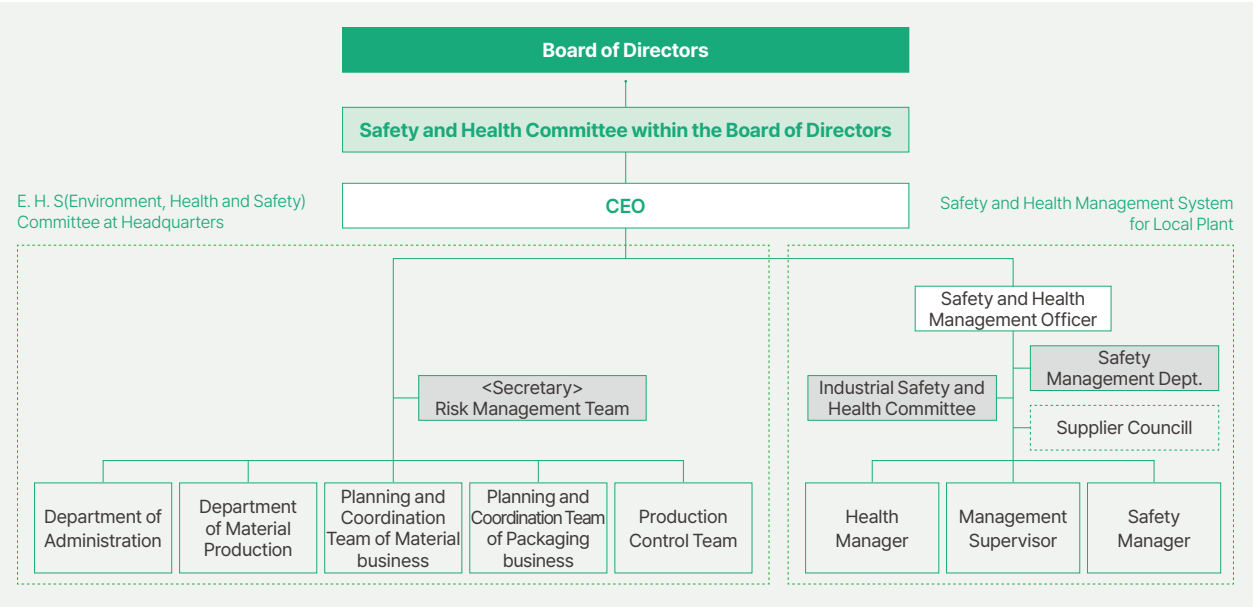 Board of Directors
Safety and Health Committee within the Board of Directors
CEO
E. H. S(Environment, Health and Safety)
Committee at Headquarters
Safety and Health Management System
for Local Plant
<Secretary>
Risk Management Team
Department of
Administration
Department
of Material
Production
Planning and
Coordination
Team of Material
business
Planning and
Coordination Team
of Packaging
business
Production
Control Team
Safety and Health
Management Officer
Safety
Management Dept.
Industrial Safety and
Health Committee
Supplier Councill
Health
Manager
Management
Supervisor
Safety
Manager